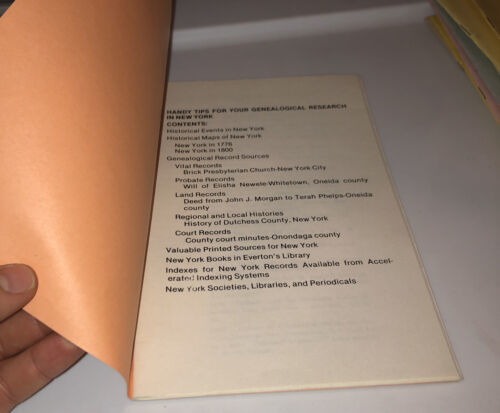 HANDY TIPS FOR YOUR GENEALOGICAL RESEARCH
IN NEW YORK
CONTENTS:
Historical Events in New York
Historical Maps of New York
New York in 1776
New York in 1800
Genealogical Record Sources
Vital Records
Brick Presbyterian Church-New York City
Probate Records
Will of Elisha Newele-Whitetown, Oneida county
Land Records
Deed from John J. Morgan to Terah Phelps-Oneida
county
Regional and Local Histories
History of Dutchess County, New York
Court Records
County court minutes-Onondaga county
Valuable Printed Sources for New York
New York Books in Everton's Library
Indexes for New York Records Available from Accel-
erated Indexing Systems
New York Societies, Libraries, and Periodicals